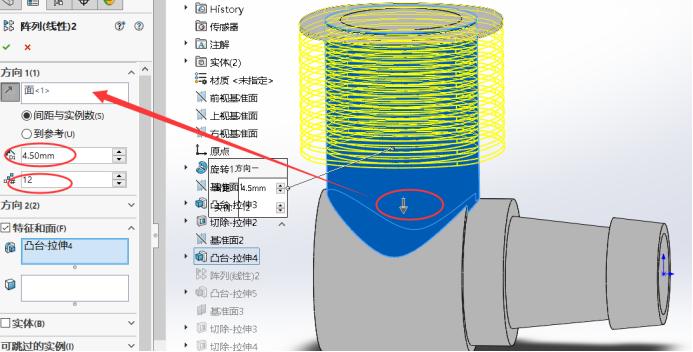 阵列(线性)2
方向 1(1)
面<1>
间距与实例数(S)
到参考(U)
4.50mm
12
方向 2(2)
特征和面(F)
凸台-拉伸4
实体(B)
可跳过的实例(I)
History
传感器
注解
实体(2)
材质 <未指定>
前视基准面
上视基准面
右视基准面
原点
旋转1
方向一
基准面
4.5mm
凸台-拉伸3
实例
12
切除-拉伸2
基准面2
凸台-拉伸4
阵列(线性)2
凸台-拉伸5
基准面3
切除-拉伸3
切除-拉伸4